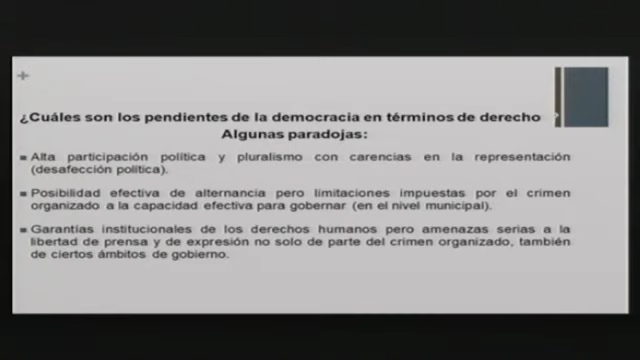 ¿Cuáles son los pendientes de la democracia en términos de derecho ?
Algunas paradojas:
Alta participación política y pluralismo con carencias en la representación
(desafección política).
Posibilidad efectiva de alternancia pero limitaciones impuestas por el crimen
organizado a la capacidad efectiva para gobernar (en el nivel municipal).
Garantías institucionales de los derechos humanos pero amenazas serias a la
libertad de prensa y de expresión no solo de parte del crimen organizado, también
de ciertos ámbitos de gobierno.